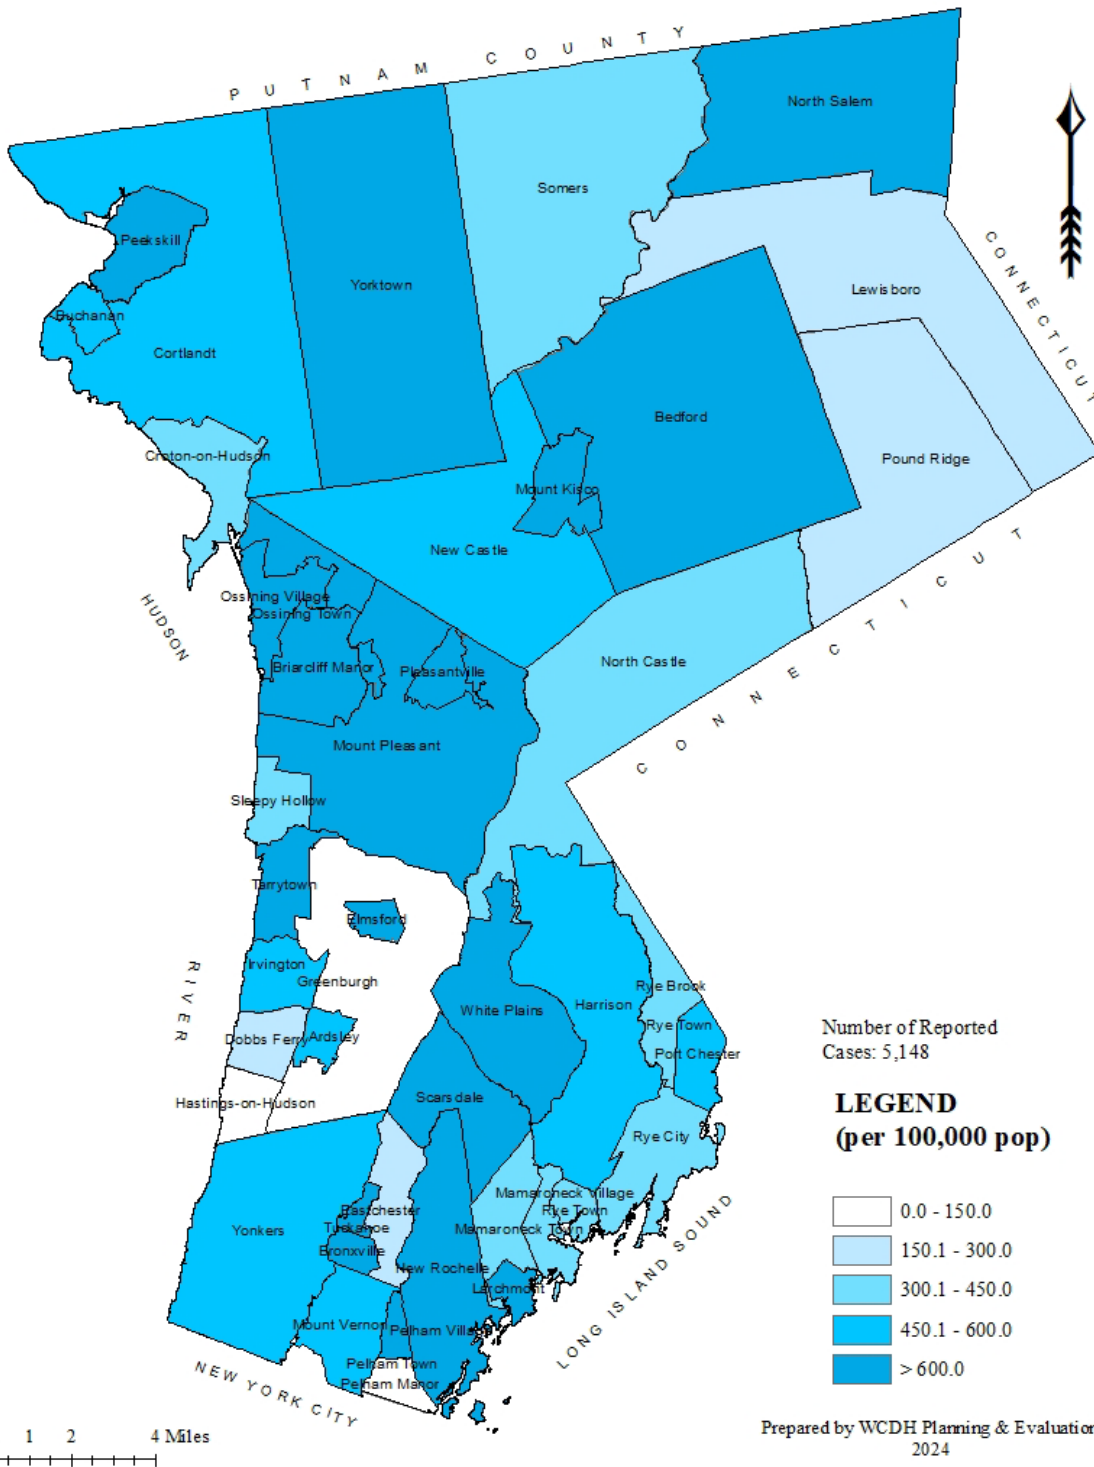 PUTNAM COUNTY
North Salem
Somers
Peekskill
Yorktown
Lewisboro
CONNECTICUT
Buchanan
Cortlandt
Bedford
Croton-on-Hudson
Pound Ridge
Mount Kisco
New Castle
CONNECTICUT
HUDSON
Ossining Village
Ossining Town
North Castle
Briarcliff Manor
Pleasantville
Mount Pleasant
Sleepy Hollow
Tarrytown
Elmsford
Irvington
Greenburgh
RIVER
Rye Brook
White Plains
Harrison
Rye Town
Dobbs Ferry
Ardsley
Port Chester
Number of Reported
Cases: 5,148
Scarsdale
Hastings-on-Hudson
LEGEND
(per 100,000 pop)
Rye City
Mamaroneck Village
Eastchester
Rye Town
Tuckahoe
Mamaroneck Town
Yonkers
Bronxville
New Rochelle
Larchmont
LONG ISLAND SOUND
0.0 - 150.0
150.1 - 300.0
300.1 - 450.0
450.1 - 600.0
> 600.0
Mount Vernon
Pelham Village
Pelham Town
Pelham Manor
NEW YORK CITY
1 2 4 Miles
Prepared by WCDH Planning & Evaluation
2024